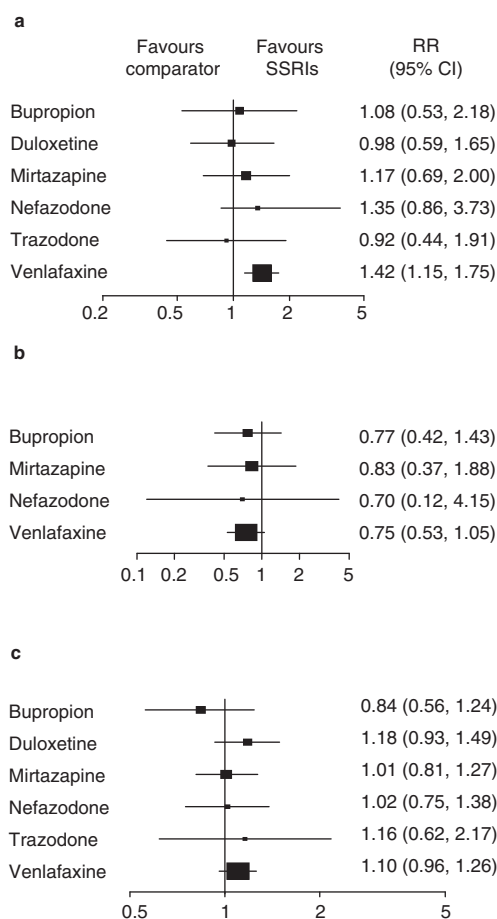 a
Favours comparator Favours SSRIs RR (95% CI)
Bupropion 1.08 (0.53, 2.18)
Duloxetine 0.98 (0.59, 1.65)
Mirtazapine 1.17 (0.69, 2.00)
Nefazodone 1.35 (0.86, 3.73)
Trazodone 0.92 (0.44, 1.91)
Venlafaxine 1.42 (1.15, 1.75)
0.2 0.5 1 2 5
b
Bupropion 0.77 (0.42, 1.43)
Mirtazapine 0.83 (0.37, 1.88)
Nefazodone 0.70 (0.12, 4.15)
Venlafaxine 0.75 (0.53, 1.05)
0.1 0.2 0.5 1 2 5
c
Bupropion 0.84 (0.56, 1.24)
Duloxetine 1.18 (0.93, 1.49)
Mirtazapine 1.01 (0.81, 1.27)
Nefazodone 1.02 (0.75, 1.38)
Trazodone 1.16 (0.62, 2.17)
Venlafaxine 1.10 (0.96, 1.26)
0.5 1 2 5